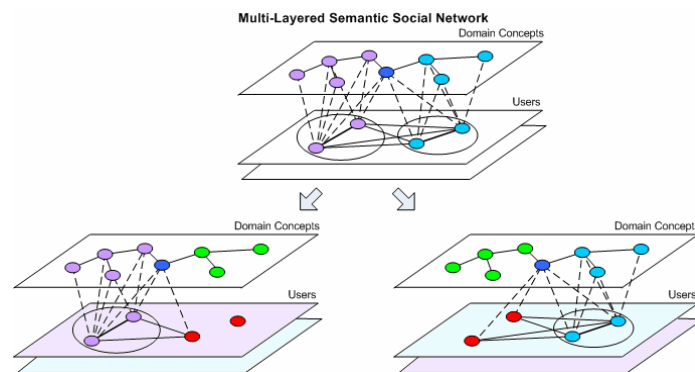 Multi-Layered Semantic Social Network
Domain Concepts
Users
Domain Concepts
Users
Domain Concepts
Users